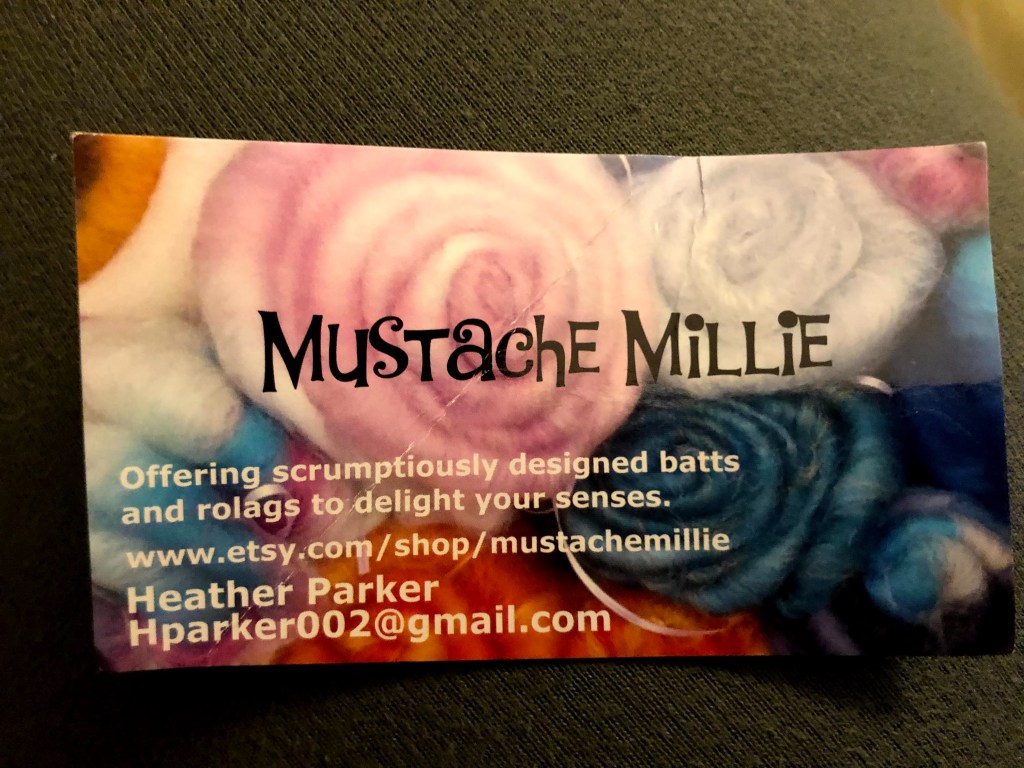 Mustache Millie
Offering scrumptiously designed batts
and rolags to delight your senses.
www.etsy.com/shop/mustachemillie
Heather Parker
Hparker002@gmail.com